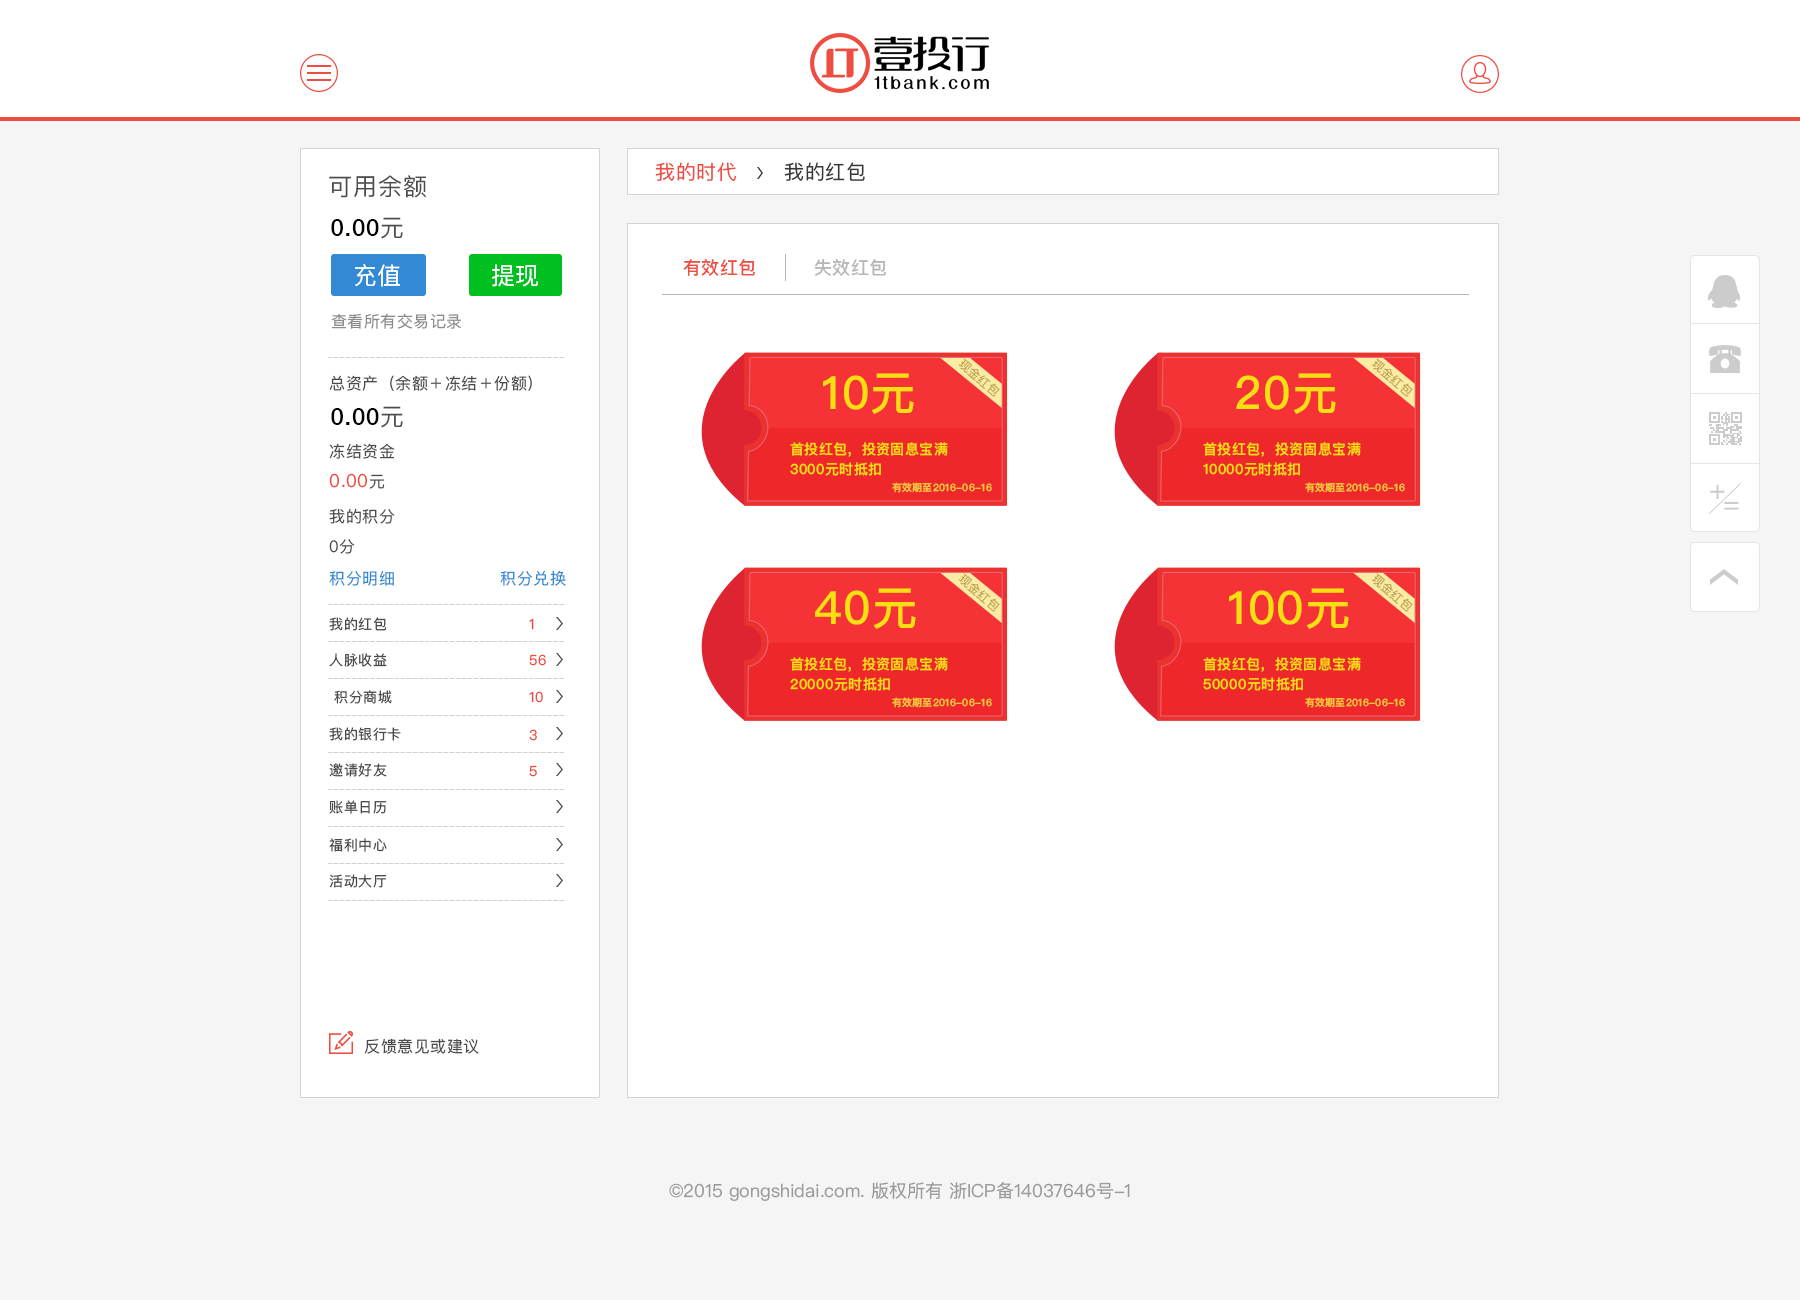 壹投行
1tbank.com
可用余额
0.00元
充值
提现
查看所有交易记录
总资产（余额＋冻结＋份额）
0.00元
冻结资金
0.00元
我的积分
0分
积分明细
积分兑换
我的红包 1
人脉收益 56
积分商城 10
我的银行卡 3
邀请好友 5
账单日历
福利中心
活动大厅
反馈意见或建议
我的时代 > 我的红包
有效红包
失效红包
现金红包
10元
首投红包，投资固息宝满
3000元时抵扣
有效期至2016-06-16
现金红包
20元
首投红包，投资固息宝满
10000元时抵扣
有效期至2016-06-16
现金红包
40元
首投红包，投资固息宝满
20000元时抵扣
有效期至2016-06-16
现金红包
100元
首投红包，投资固息宝满
50000元时抵扣
有效期至2016-06-16
©2015 gongshidai.com. 版权所有 浙ICP备14037646号-1